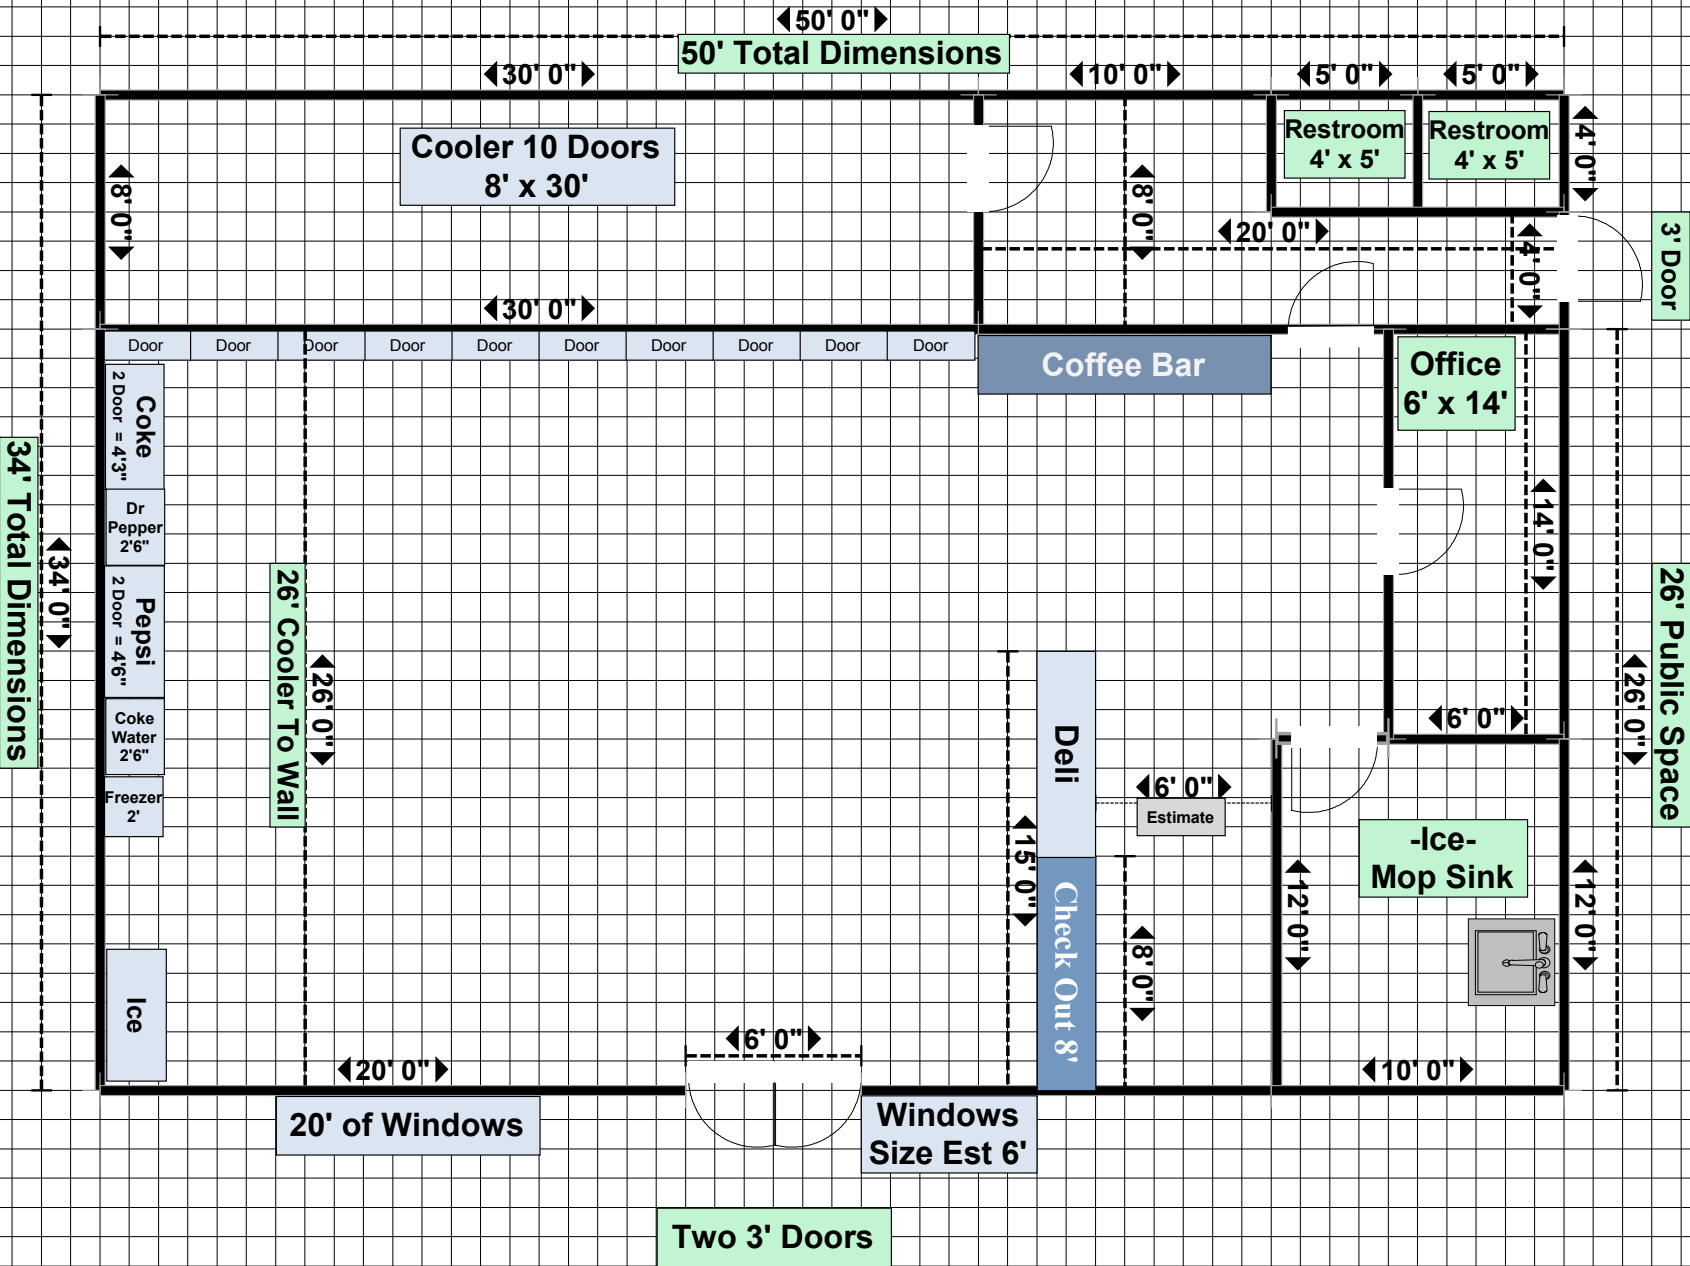 50' 0"
50' Total Dimensions
30' 0"
10' 0"
5' 0"
5' 0"
Cooler 10 Doors
8' x 30'
Restroom
4' x 5'
Restroom
4' x 5'
4' 0"
8' 0"
8' 0"
20' 0"
4' 0"
3' Door
30' 0"
Door
Door
Door
Door
Door
Door
Door
Door
Door
Door
Coffee Bar
Office
6' x 14'
Coke
2 Door = 4'3"
Dr
Pepper
2'6"
Pepsi
2 Door = 4'6"
Coke
Water
2'6"
Freezer
2'
Ice
34' Total Dimensions
34' 0"
26' Cooler To Wall
26' 0"
14' 0"
6' 0"
26' 0"
26' Public Space
Deli
6' 0"
Estimate
15' 0"
Check Out 8'
8' 0"
-Ice-
Mop Sink
12' 0"
12' 0"
6' 0"
20' 0"
10' 0"
20' of Windows
Windows
Size Est 6'
Two 3' Doors